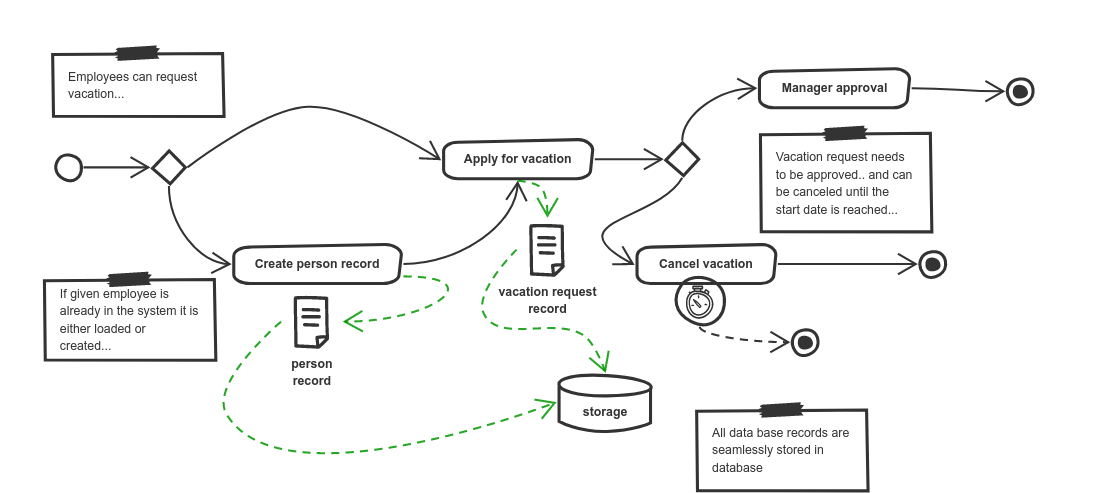 Employees can request
vacation...
Manager approval
Apply for vacation
Vacation request needs
to be approved.. and can
be canceled until the
start date is reached...
Create person record
Cancel vacation
If given employee is
already in the system it is
either loaded or
created...
vacation request
record
person
record
storage
All data base records are
seamlessly stored in
database